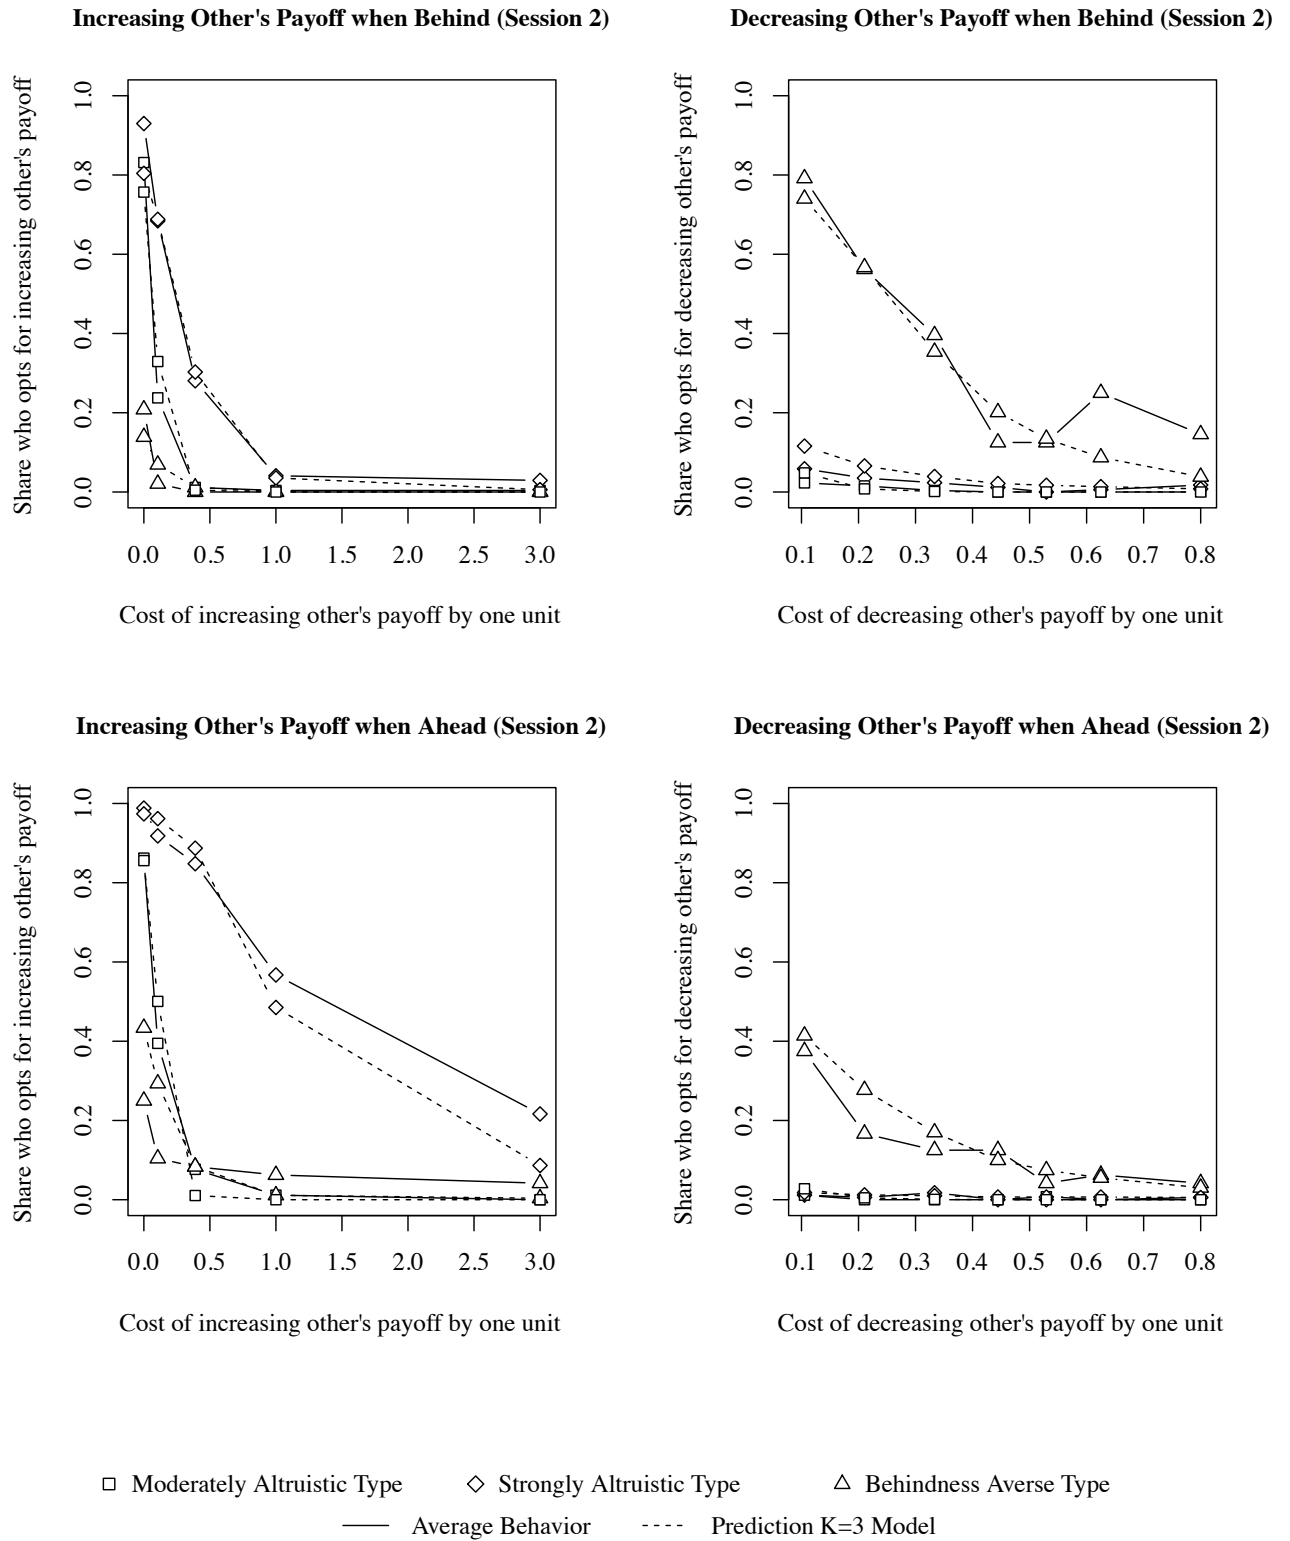 Increasing Other's Payoff when Behind (Session 2)
Share who opts for increasing other's payoff
1.0
0.8
0.6
0.4
0.2
0.0
0.0 0.5 1.0 1.5 2.0 2.5 3.0
Cost of increasing other's payoff by one unit
Decreasing Other's Payoff when Behind (Session 2)
Share who opts for decreasing other's payoff
1.0
0.8
0.6
0.4
0.2
0.0
0.1 0.2 0.3 0.4 0.5 0.6 0.7 0.8
Cost of decreasing other's payoff by one unit
Increasing Other's Payoff when Ahead (Session 2)
Share who opts for increasing other's payoff
1.0
0.8
0.6
0.4
0.2
0.0
0.0 0.5 1.0 1.5 2.0 2.5 3.0
Cost of increasing other's payoff by one unit
Decreasing Other's Payoff when Ahead (Session 2)
Share who opts for decreasing other's payoff
1.0
0.8
0.6
0.4
0.2
0.0
0.1 0.2 0.3 0.4 0.5 0.6 0.7 0.8
Cost of decreasing other's payoff by one unit
Moderately Altruistic Type Strongly Altruistic Type Behindness Averse Type
Average Behavior Prediction K=3 Model